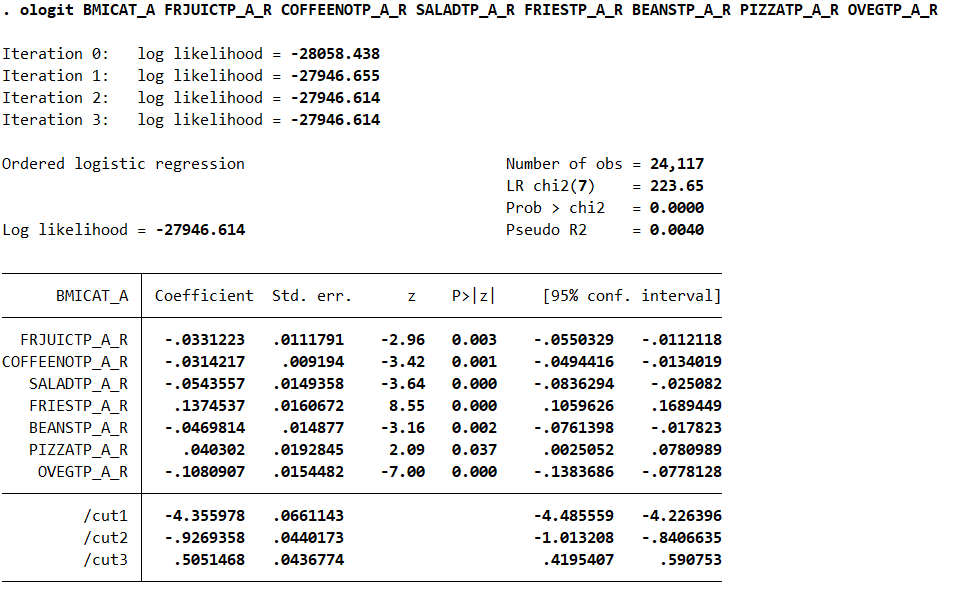 . ologit BMICAT_A FRJUICTP_A_R COFFEENOTP_A_R SALADTP_A_R FRIESTP_A_R BEANSTP_A_R PIZZATP_A_R OVEGTP_A_R
Iteration 0:   log likelihood = -28058.438
Iteration 1:   log likelihood = -27946.655
Iteration 2:   log likelihood = -27946.614
Iteration 3:   log likelihood = -27946.614
Ordered logistic regression                             Number of obs = 24,117
LR chi2(7)    = 223.65
Prob > chi2   = 0.0000
Log likelihood = -27946.614                             Pseudo R2     = 0.0040
BMICAT_A | Coefficient  Std. err.      z    P>|z|     [95% conf. interval]
FRJUICTP_A_R | -.0331223   .0111791    -2.96   0.003    -.0550329   -.0112118
COFFEENOTP_A_R | -.0314217    .009194    -3.42   0.001    -.0494416   -.0134019
SALADTP_A_R | -.0543557   .0149358    -3.64   0.000    -.0836294    -.025082
FRIESTP_A_R | .1374537   .0160672     8.55   0.000     .1059626    .1689449
BEANSTP_A_R | -.0469814    .014877    -3.16   0.002    -.0761398    -.017823
PIZZATP_A_R | .040302   .0192845     2.09   0.037     .0025052    .0780989
OVEGTP_A_R | -.1080907   .0154482    -7.00   0.000    -.1383686   -.0778128
/cut1 | -4.355978   .0661143                      -4.485559   -4.226396
/cut2 | -.9269358   .0440173                      -1.013208   -.8406635
/cut3 | .5051468   .0436774                       .4195407     .590753